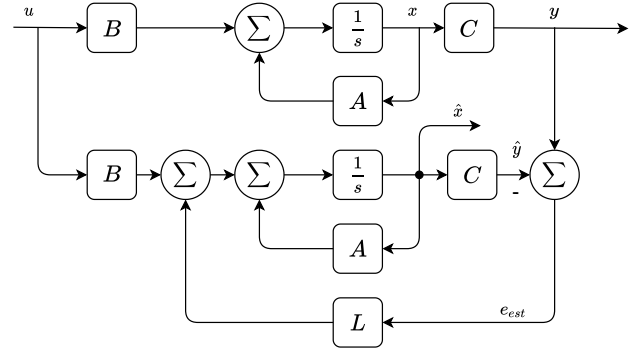 u x y
B ∑ 1/s C
A
x̂
B ∑ ∑ 1/s C ŷ - ∑
A
L e_est